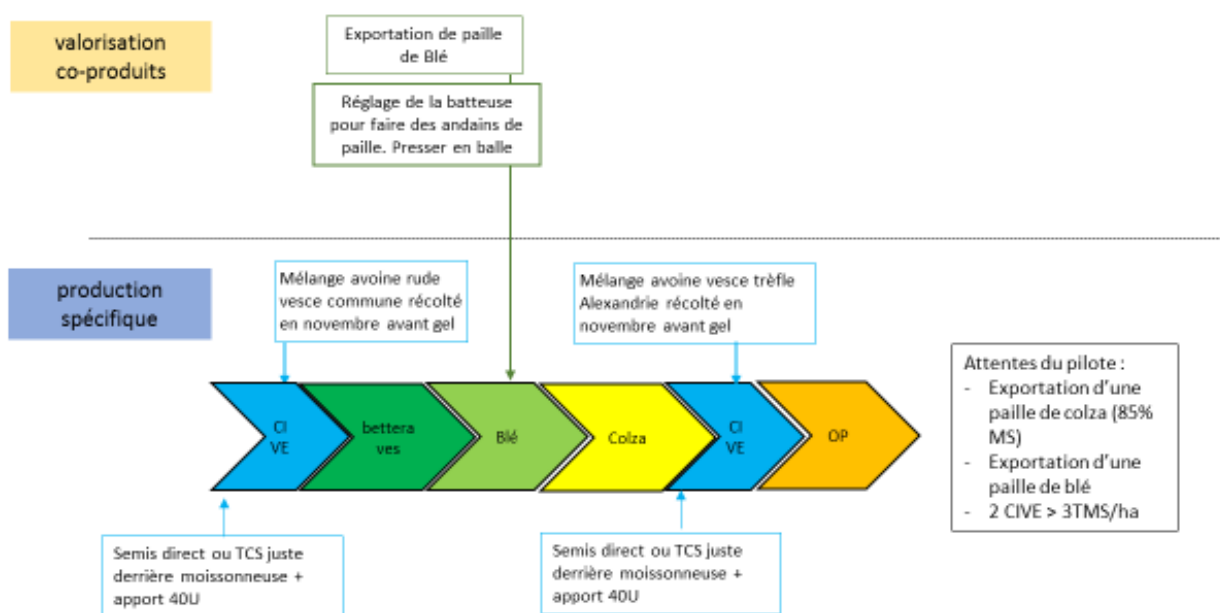 valorisation
co-produits
Exportation de paille
de Blé
Réglage de la batteuse
pour faire des andains de
paille. Presser en balle
production
spécifique
Mélange avoine rude
vesce commune récolté
en novembre avant gel
Mélange avoine vesce trèfle
Alexandrie récolté en
novembre avant gel
CI
VE
bettera
ves
Blé
Colza
CI
VE
OP
Attentes du pilote :
- Exportation d'une
paille de colza (85%
MS)
- Exportation d'une
paille de blé
- 2 CIVE > 3TMS/ha
Semis direct ou TCS juste
derrière moissonneuse +
apport 40U
Semis direct ou TCS juste
derrière moissonneuse +
apport 40U